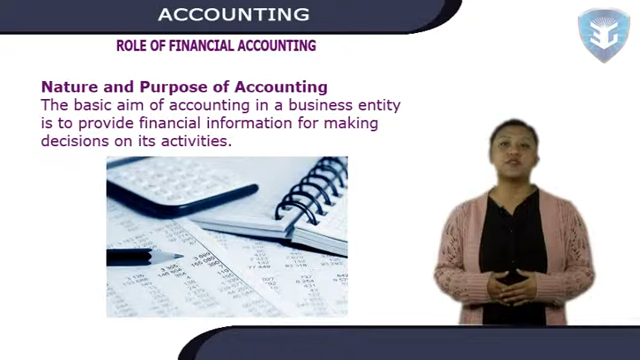 ACCOUNTING
ROLE OF FINANCIAL ACCOUNTING
Nature and Purpose of Accounting
The basic aim of accounting in a business entity
is to provide financial information for making
decisions on its activities.